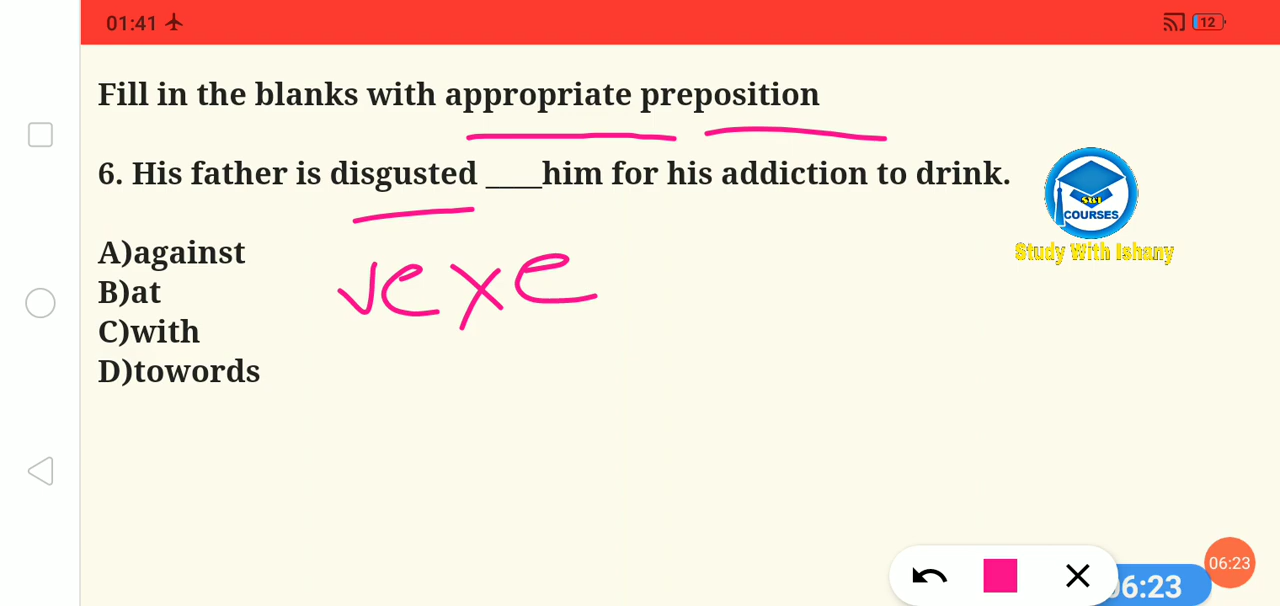 01:41
12
Fill in the blanks with appropriate preposition
6. His father is disgusted ____him for his addiction to drink.
SWI
COURSES
Study With Ishany
A)against
B)at
C)with
D)towords
vexe
06:23
06:23